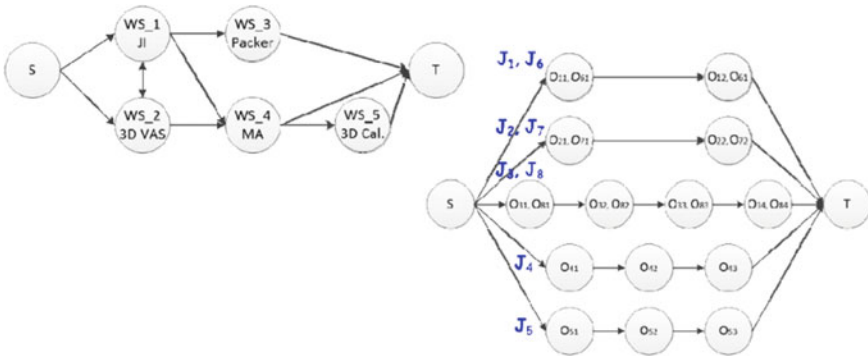 S
WS_1
JI
WS_3
Packer
T
WS_2
3D VAS
WS_4
MA
WS_5
3D Cal.
J1, J6
O11, O61
O12, O61
J2, J7
O21, O71
O22, O72
J3, J8
S
O31, O81
O32, O82
O33, O83
O34, O84
T
J4
O41
O42
O43
J5
O51
O52
O53